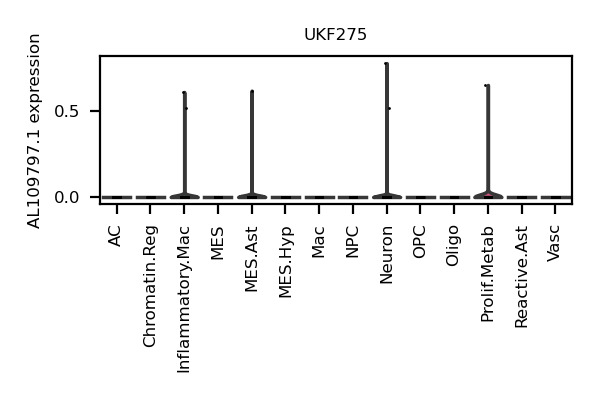 UKF275
AL109797.1 expression
0.5
0.0
AC
Chromatin.Reg
Inflammatory.Mac
MES
MES.Ast
MES.Hyp
Mac
NPC
Neuron
OPC
Oligo
Prolif.Metab
Reactive.Ast
Vasc